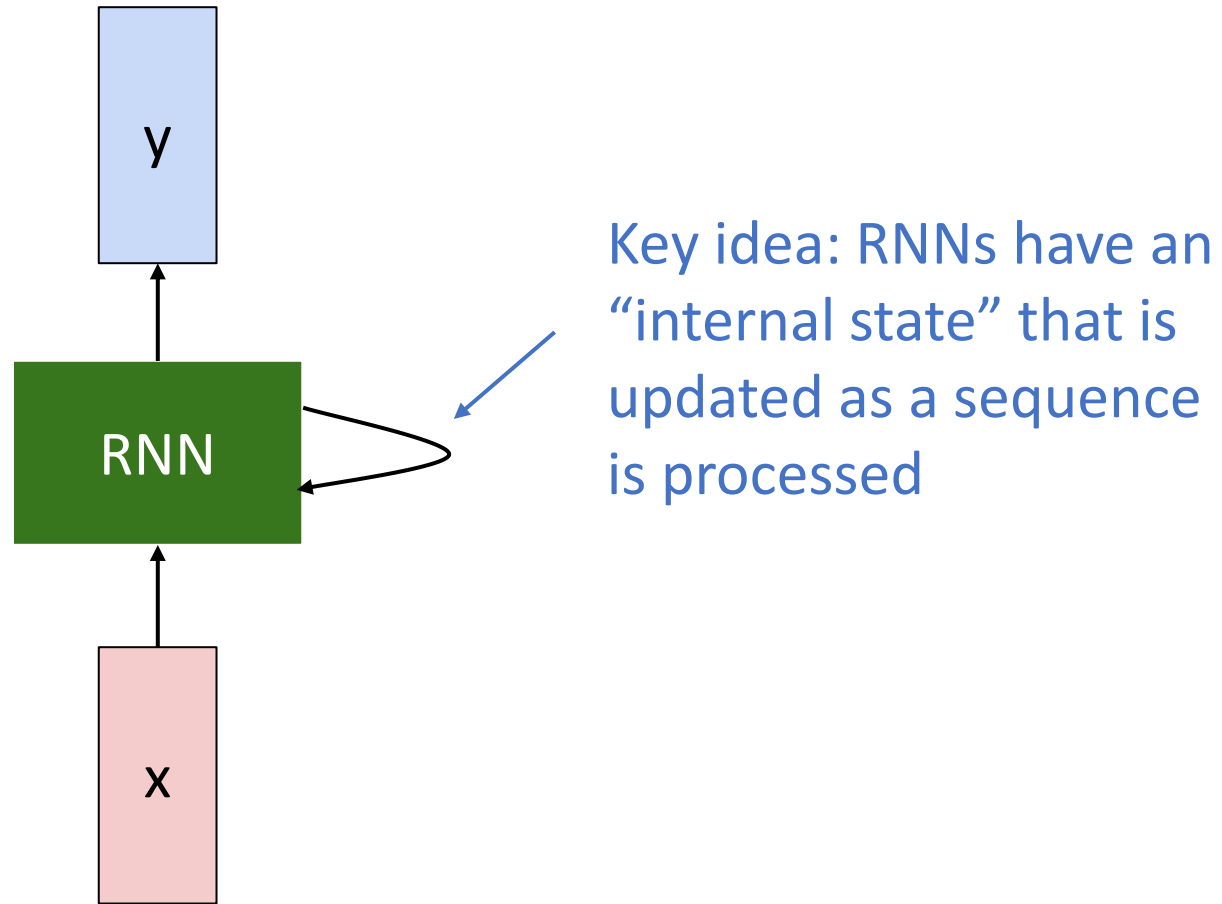 y
Key idea: RNNs have an
“internal state” that is
updated as a sequence
is processed
RNN
x